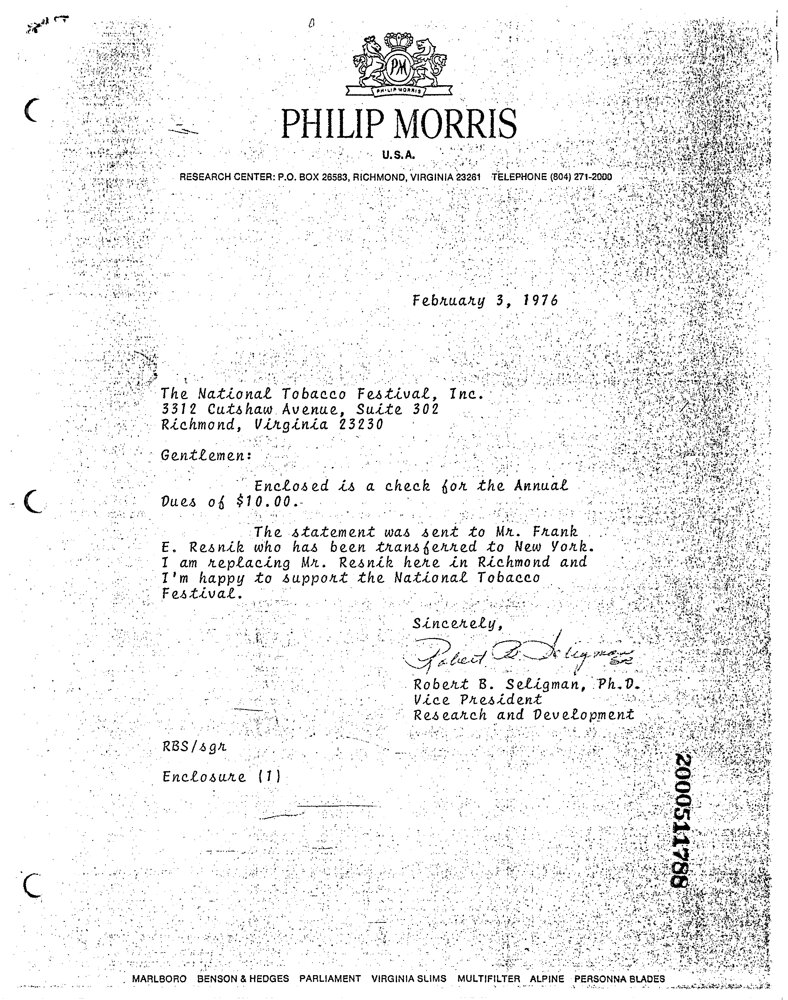 PM
PHILIP MORRIS
PHILIP MORRIS
U.S.A.
RESEARCH CENTER: P.O. BOX 26583, RICHMOND, VIRGINIA 23261 TELEPHONE (804) 271-2000
February 3, 1976
The National Tobacco Festival, Inc.
3312 Cutshaw Avenue, Suite 302
Richmond, Virginia 23230
Gentlemen:
Enclosed is a check for the Annual
Dues of $10.00.
The statement was sent to Mr. Frank
E. Resnik who has been transferred to New York.
I am replacing Mr. Resnik here in Richmond and
I'm happy to support the National Tobacco
Festival.
Sincerely,
Robert B. Seligman
Robert B. Seligman, Ph.D.
Vice President
Research and Development
RBS/sgr
Enclosure (1)
2000511788
MARLBORO BENSON & HEDGES PARLIAMENT VIRGINIA SLIMS MULTIFILTER ALPINE PERSONNA BLADES